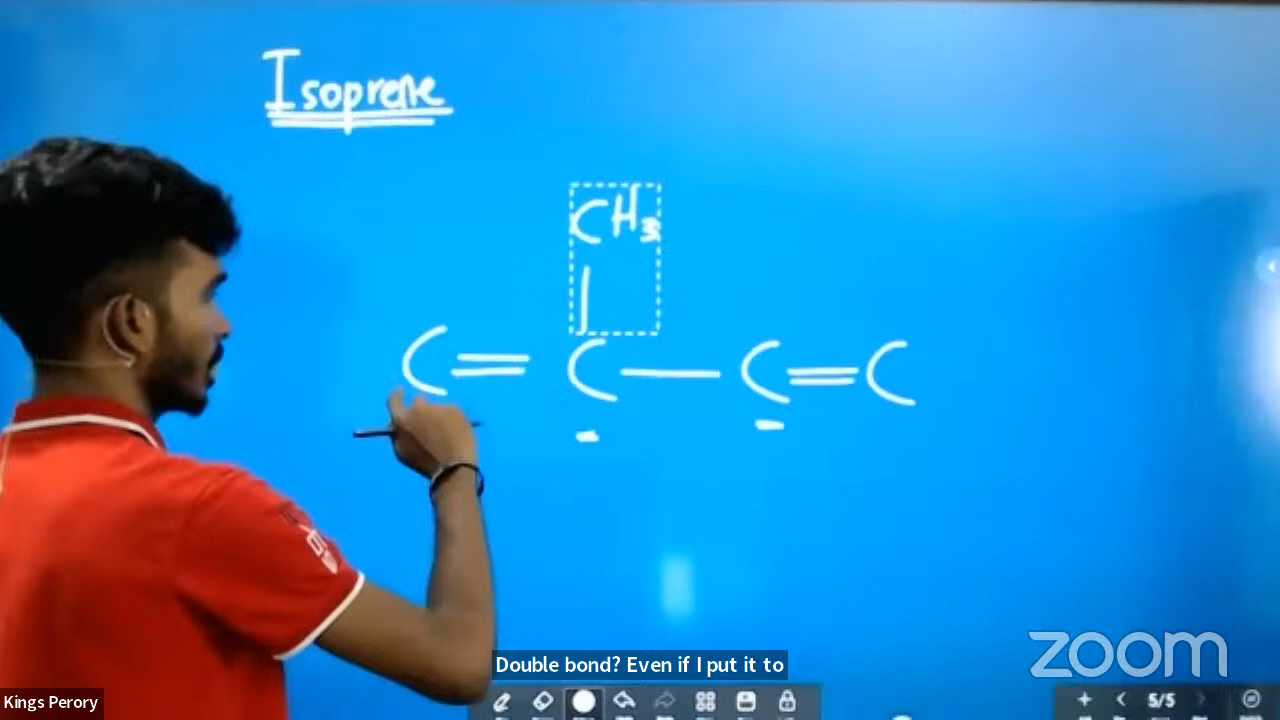 Isoprene
CH3
|
C = C — C = C
Double bond? Even if I put it to
zoom
Kings Perory
5/5